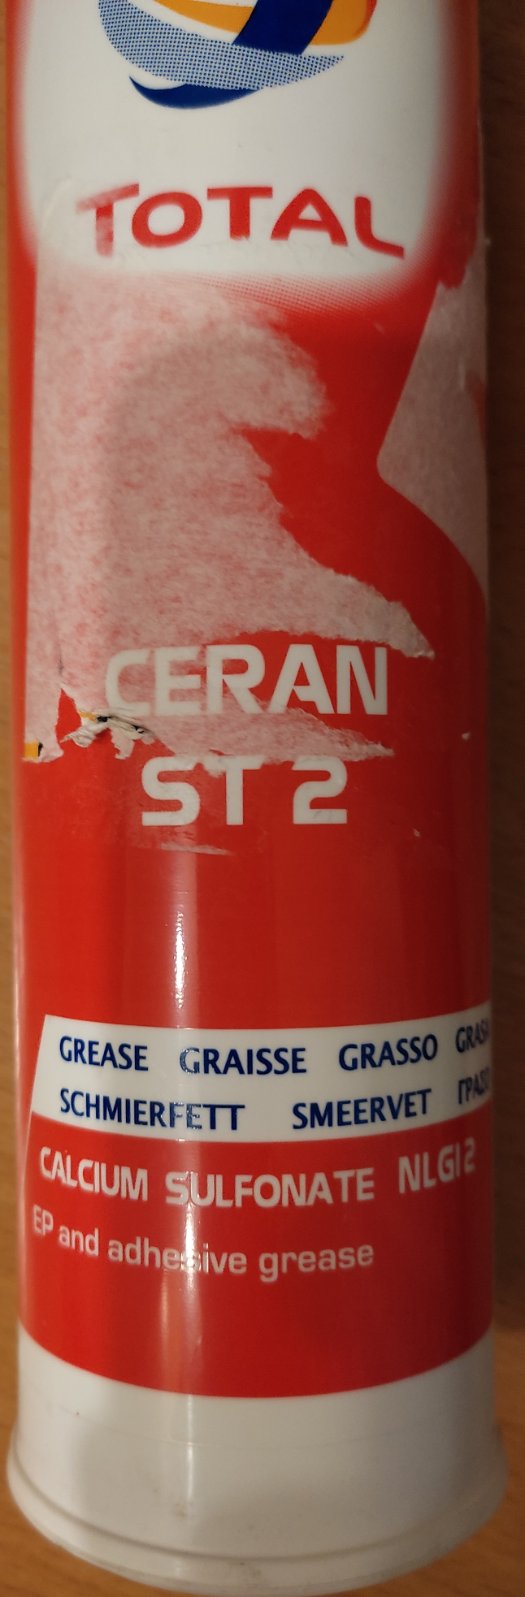 TOTAL
CERAN
ST 2
GREASE GRAISSE GRASSO
SCHMIERFETT SMEERVET
CALCIUM SULFONATE NLGI 2
EP and adhesive grease